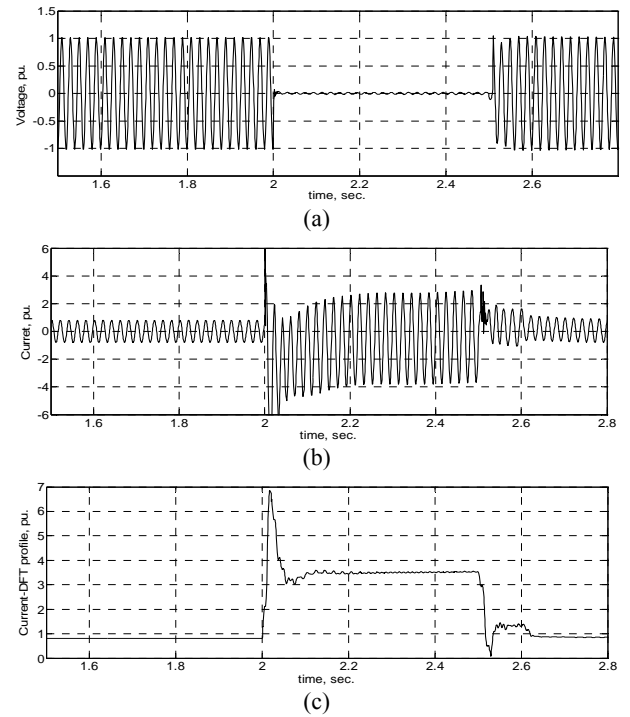 1.5
1
0.5
0
-0.5
-1
Voltage, pu.
1.6 1.8 2 2.2 2.4 2.6
time, sec.
(a)
6
4
2
0
-2
-4
-6
Curret, pu.
1.6 1.8 2 2.2 2.4 2.6 2.8
time, sec.
(b)
7
6
5
4
3
2
1
0
Current-DFT profile, pu.
1.6 1.8 2 2.2 2.4 2.6 2.8
time, sec.
(c)